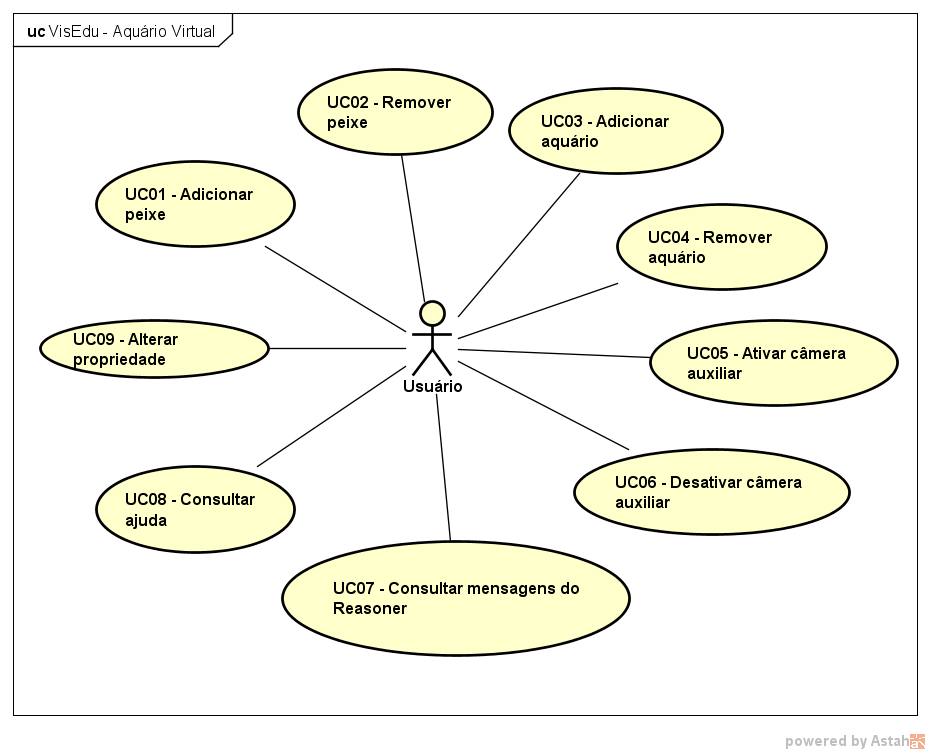 uc VisEdu - Aquário Virtual
UC02 - Remover
peixe
UC03 - Adicionar
aquário
UC01 - Adicionar
peixe
UC04 - Remover
aquário
UC09 - Alterar
propriedade
UC05 - Ativar câmera
auxiliar
Usuário
UC08 - Consultar
ajuda
UC06 - Desativar câmera
auxiliar
UC07 - Consultar mensagens do
Reasoner
powered by Astah